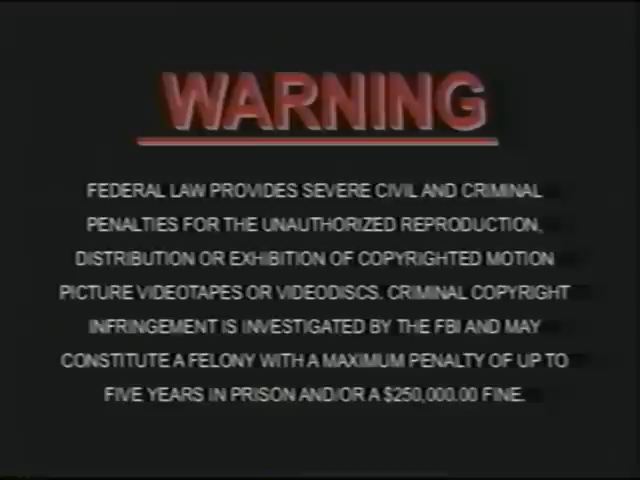 WARNING
FEDERAL LAW PROVIDES SEVERE CIVIL AND CRIMINAL
PENALTIES FOR THE UNAUTHORIZED REPRODUCTION,
DISTRIBUTION OR EXHIBITION OF COPYRIGHTED MOTION
PICTURE VIDEOTAPES OR VIDEODISCS. CRIMINAL COPYRIGHT
INFRINGEMENT IS INVESTIGATED BY THE FBI AND MAY
CONSTITUTE A FELONY WITH A MAXIMUM PENALTY OF UP TO
FIVE YEARS IN PRISON AND/OR A $250,000.00 FINE.